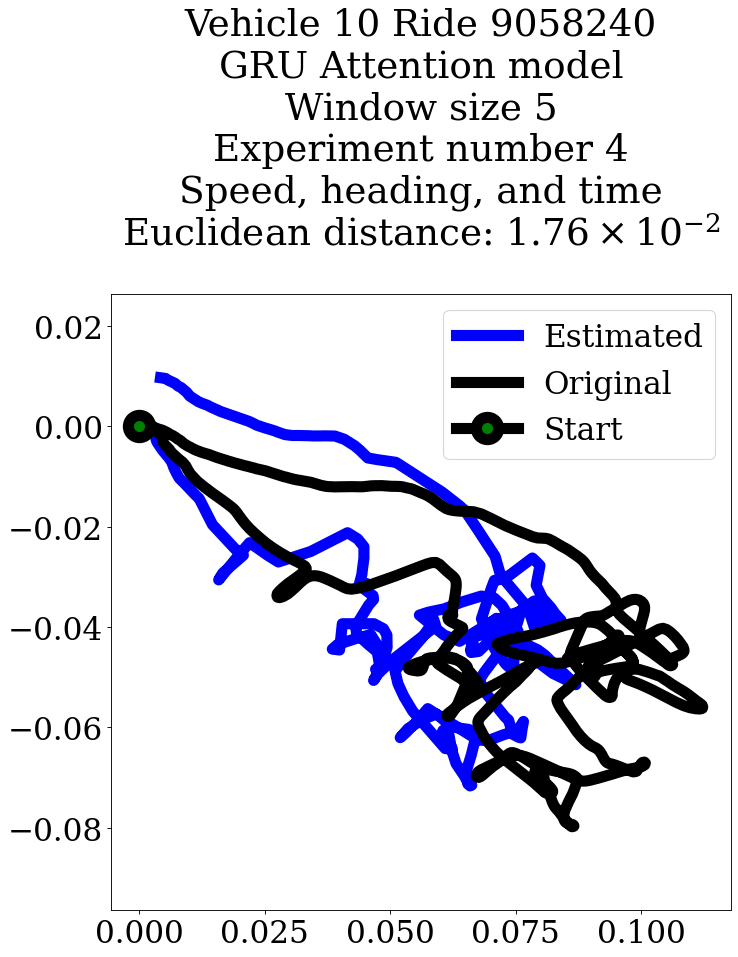 Vehicle 10 Ride 9058240
GRU Attention model
Window size 5
Experiment number 4
Speed, heading, and time
Euclidean distance: 1.76 × 10⁻²
Estimated
Original
Start
0.02
0.00
−0.02
−0.04
−0.06
−0.08
0.000 0.025 0.050 0.075 0.100